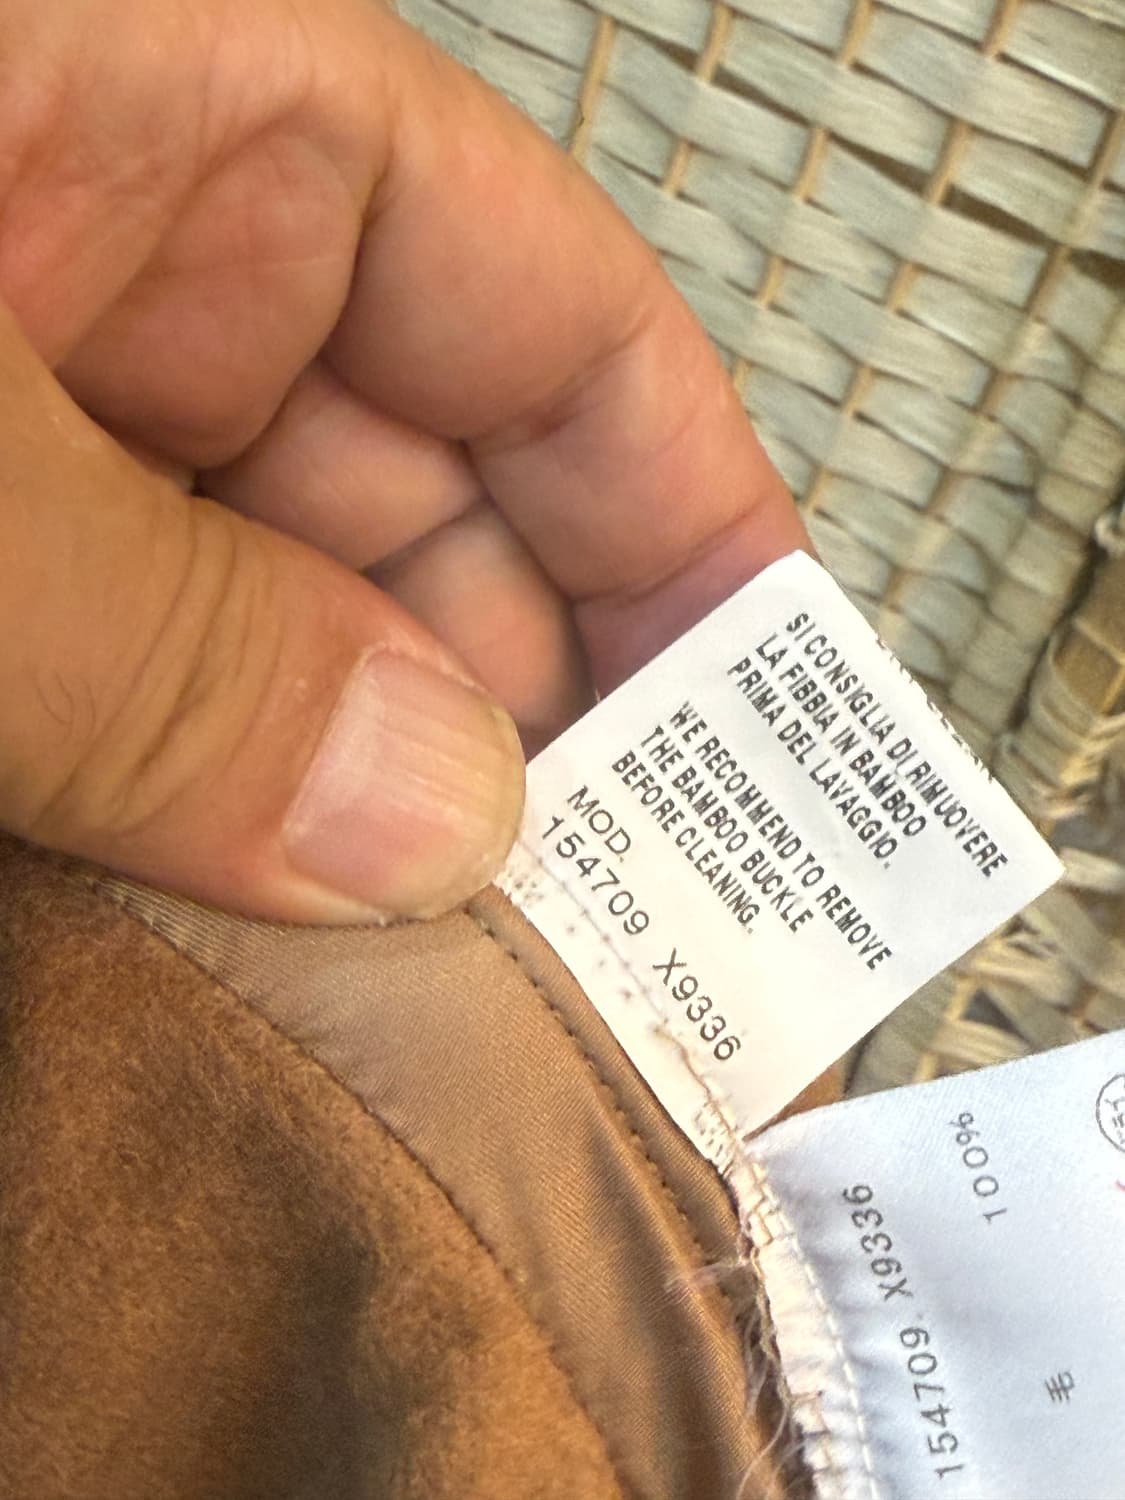 SI CONSIGLIA DI RIMUOVERE
LA FIBBIA IN BAMBOO
PRIMA DEL LAVAGGIO.
WE RECOMMEND TO REMOVE
THE BAMBOO BUCKLE
BEFORE CLEANING.
MOD.
154709 X9336
100%
毛
154709. X9336